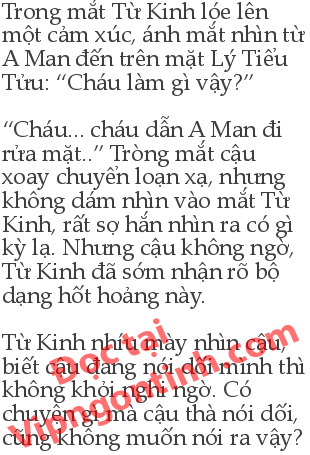 Trong mắt Từ Kinh lóe lên
một cảm xúc, ánh mắt nhìn từ
A Man đến trên mặt Lý Tiểu
Tửu: “Cháu làm gì vậy?”
“Cháu... cháu dẫn A Man đi
rửa mặt..” Tròng mắt cậu
xoay chuyển loạn xạ, nhưng
không dám nhìn vào mắt Từ
Kinh, rất sợ hắn nhìn ra có gì
kỳ lạ. Nhưng cậu không ngờ,
Từ Kinh đã sớm nhận rõ bộ
dạng hốt hoảng này.
Từ Kinh nhíu mày nhìn cậu,
biết cậu đang nói dối mình thì
không khỏi nghi ngờ. Có
chuyện gì mà cậu thà nói dối,
cũng không muốn nói ra vậy?
Đọc tại
Vipngontinh.com